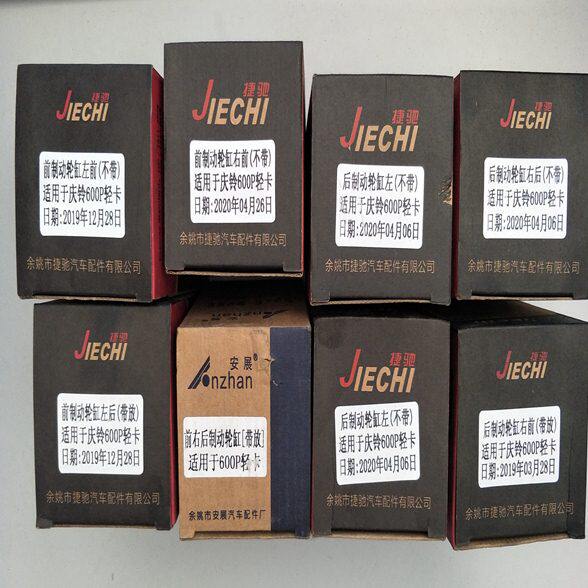 捷驰
JIECHI
前制动轮缸左前(不带)
适用于庆铃600P轻卡
日期:2019年12月28日
余姚市捷驰汽车配件有限公司
捷驰
JIECHI
前制动轮缸右前(不带)
适用于庆铃600P轻卡
日期:2020年04月26日
余姚市捷驰汽车配件有限公司
捷驰
JIECHI
后制动轮缸左(不带)
适用于庆铃600P轻卡
日期:2020年04月06日
余姚市捷驰汽车配件有限公司
捷驰
JIECHI
后制动轮缸右后(不带)
适用于庆铃600P轻卡
日期:2020年04月06日
余姚市捷驰汽车配件有限公司
捷驰
JIECHI
前制动轮缸左后(带放)
适用于庆铃600P轻卡
日期:2019年12月28日
余姚市捷驰汽车配件有限公司
安展®
Anzhan
前右后制动轮缸[带放]
适用于600P轻卡
余姚市安展汽车配件厂
捷驰
JIECHI
后制动轮缸左(不带)
适用于庆铃600P轻卡
日期:2020年04月06日
余姚市捷驰汽车配件有限公司
捷驰
JIECHI
后制动轮缸右前(带放)
适用于庆铃600P轻卡
日期:2019年03月28日
余姚市捷驰汽车配件有限公司